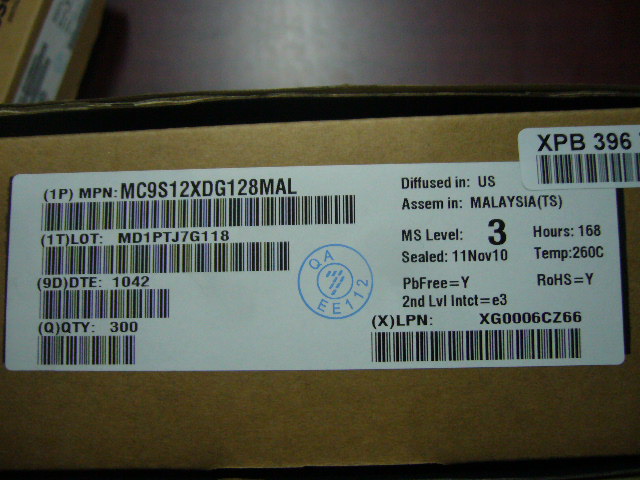 XPB 396
(1P) MPN: MC9S12XDG128MAL
(1T)LOT: MD1PTJ7G118
(9D)DTE: 1042
(Q)QTY: 300
QA
EE112
Diffused in: US
Assem in: MALAYSIA(TS)
MS Level: 3 Hours: 168
Sealed: 11Nov10 Temp:260C
PbFree=Y RoHS=Y
2nd Lvl Intct=e3
(X)LPN: XG0006CZ66